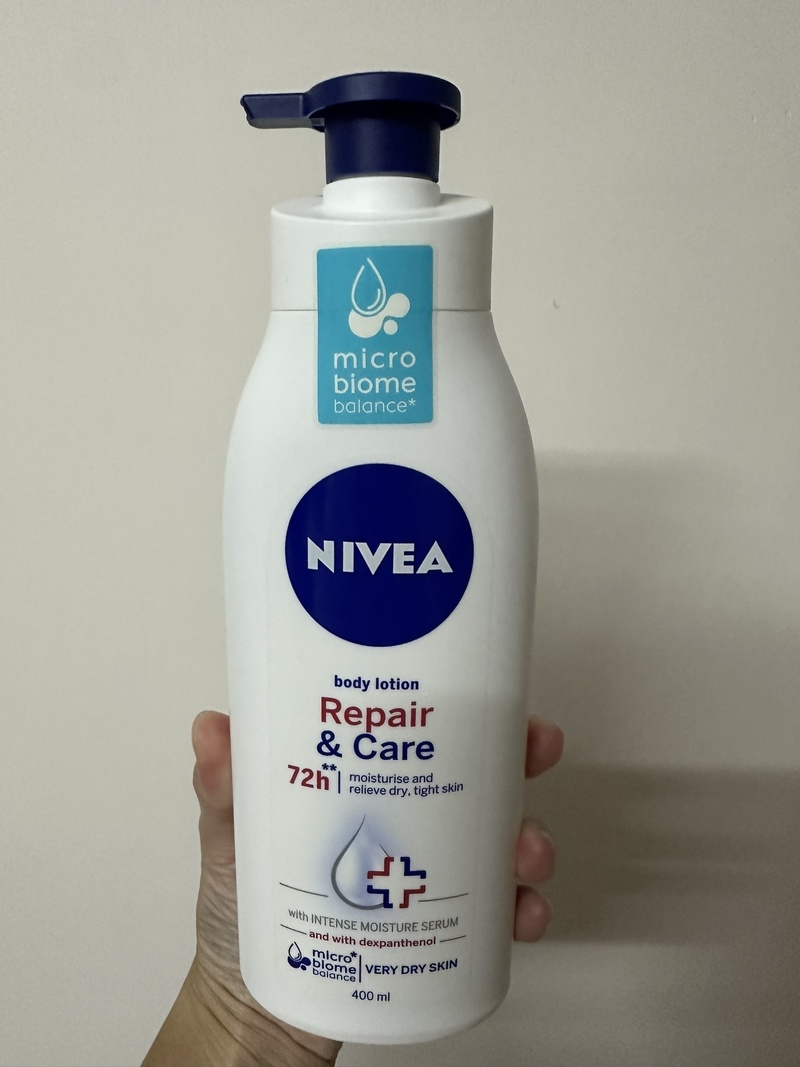 micro
biome
balance*
NIVEA
body lotion
Repair
& Care
72h**
moisturise and
relieve dry, tight skin
with INTENSE MOISTURE SERUM
and with dexpanthenol
micro*
biome
balance
VERY DRY SKIN
400 ml